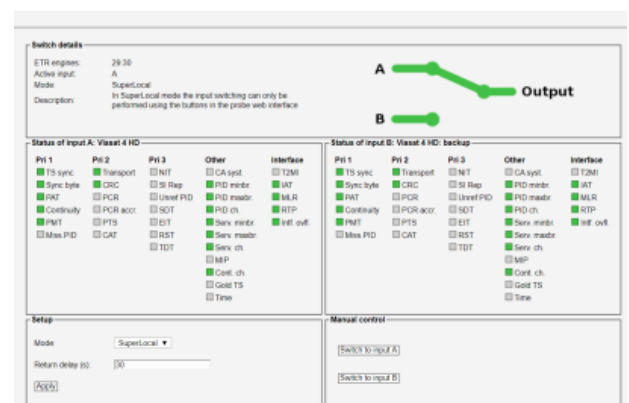 Switch details
ETR engines: 29:30
Active input: A
Mode: SuperLocal
Description: In SuperLocal mode the input switching can only be
performed using the buttons in the probe web interface
A
Output
B
Status of input A: Viasat 4 HD
Pri 1 Pri 2 Pri 3 Other Interface
TS sync Transport NIT CA syst. T2MI
Sync byte CRC SI Rep PID minbr. IAT
PAT PCR Unref PID PID maxbr. MLR
Continuity PCR accr. SDT PID ch. RTP
PMT PTS EIT Serv. minbr. Intf. ovfl.
Miss.PID CAT RST Serv. maxbr.
TDT Serv. ch.
MIP
Cont. ch.
Gold TS
Time
Status of input B: Viasat 4 HD: backup
Pri 1 Pri 2 Pri 3 Other Interface
TS sync Transport NIT CA syst. T2MI
Sync byte CRC SI Rep PID minbr. IAT
PAT PCR Unref PID PID maxbr. MLR
Continuity PCR accr. SDT PID ch. RTP
PMT PTS EIT Serv. minbr. Intf. ovfl.
Miss.PID CAT RST Serv. maxbr.
TDT Serv. ch.
MIP
Cont. ch.
Gold TS
Time
Setup
Mode: SuperLocal
Return delay (s): 30
Apply
Manual control
Switch to input A
Switch to input B